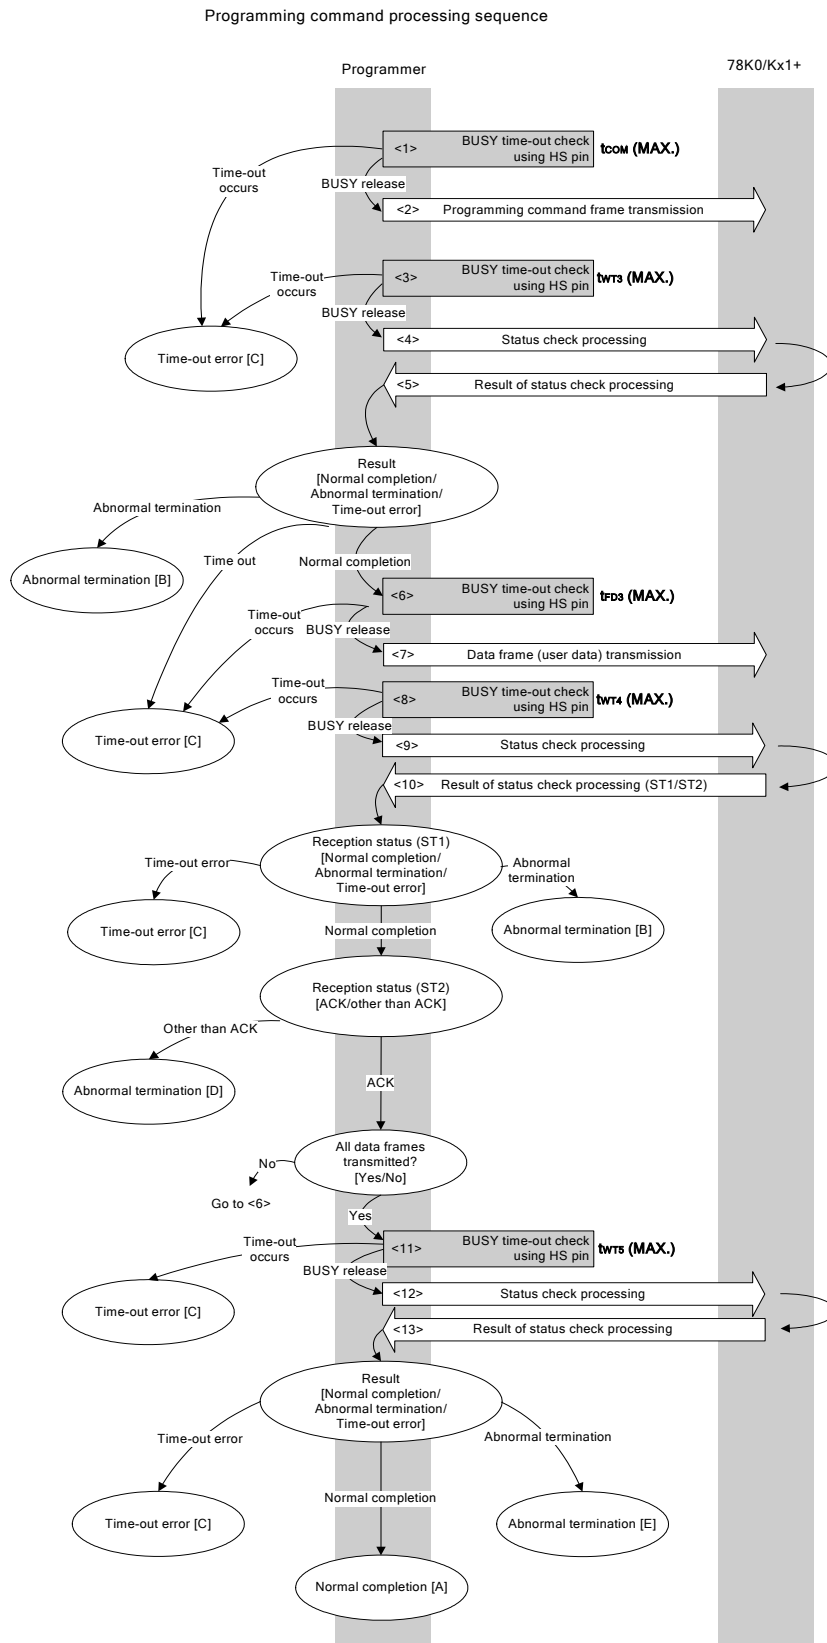 Programming command processing sequence
Programmer
78K0/Kx1+
<1>
BUSY time-out check
using HS pin
tCOM (MAX.)
Time-out
occurs
BUSY release
<2>
Programming command frame transmission
<3>
BUSY time-out check
using HS pin
tWT3 (MAX.)
Time-out
occurs
BUSY release
<4>
Status check processing
Time-out error [C]
<5>
Result of status check processing
Result
[Normal completion/
Abnormal termination/
Time-out error]
Abnormal termination
Abnormal termination [B]
Time out
Normal completion
<6>
BUSY time-out check
using HS pin
tFD3 (MAX.)
Time-out
occurs
BUSY release
<7>
Data frame (user data) transmission
Time-out
occurs
<8>
BUSY time-out check
using HS pin
tWT4 (MAX.)
BUSY release
Time-out error [C]
<9>
Status check processing
<10>
Result of status check processing (ST1/ST2)
Reception status (ST1)
[Normal completion/
Abnormal termination/
Time-out error]
Time-out error
Abnormal
termination
Time-out error [C]
Normal completion
Abnormal termination [B]
Reception status (ST2)
[ACK/other than ACK]
Other than ACK
Abnormal termination [D]
ACK
All data frames
transmitted?
[Yes/No]
No
Go to <6>
Yes
Time-out
occurs
<11>
BUSY time-out check
using HS pin
tWT5 (MAX.)
BUSY release
<12>
Status check processing
Time-out error [C]
<13>
Result of status check processing
Result
[Normal completion/
Abnormal termination/
Time-out error]
Time-out error
Abnormal termination
Normal completion
Time-out error [C]
Abnormal termination [E]
Normal completion [A]